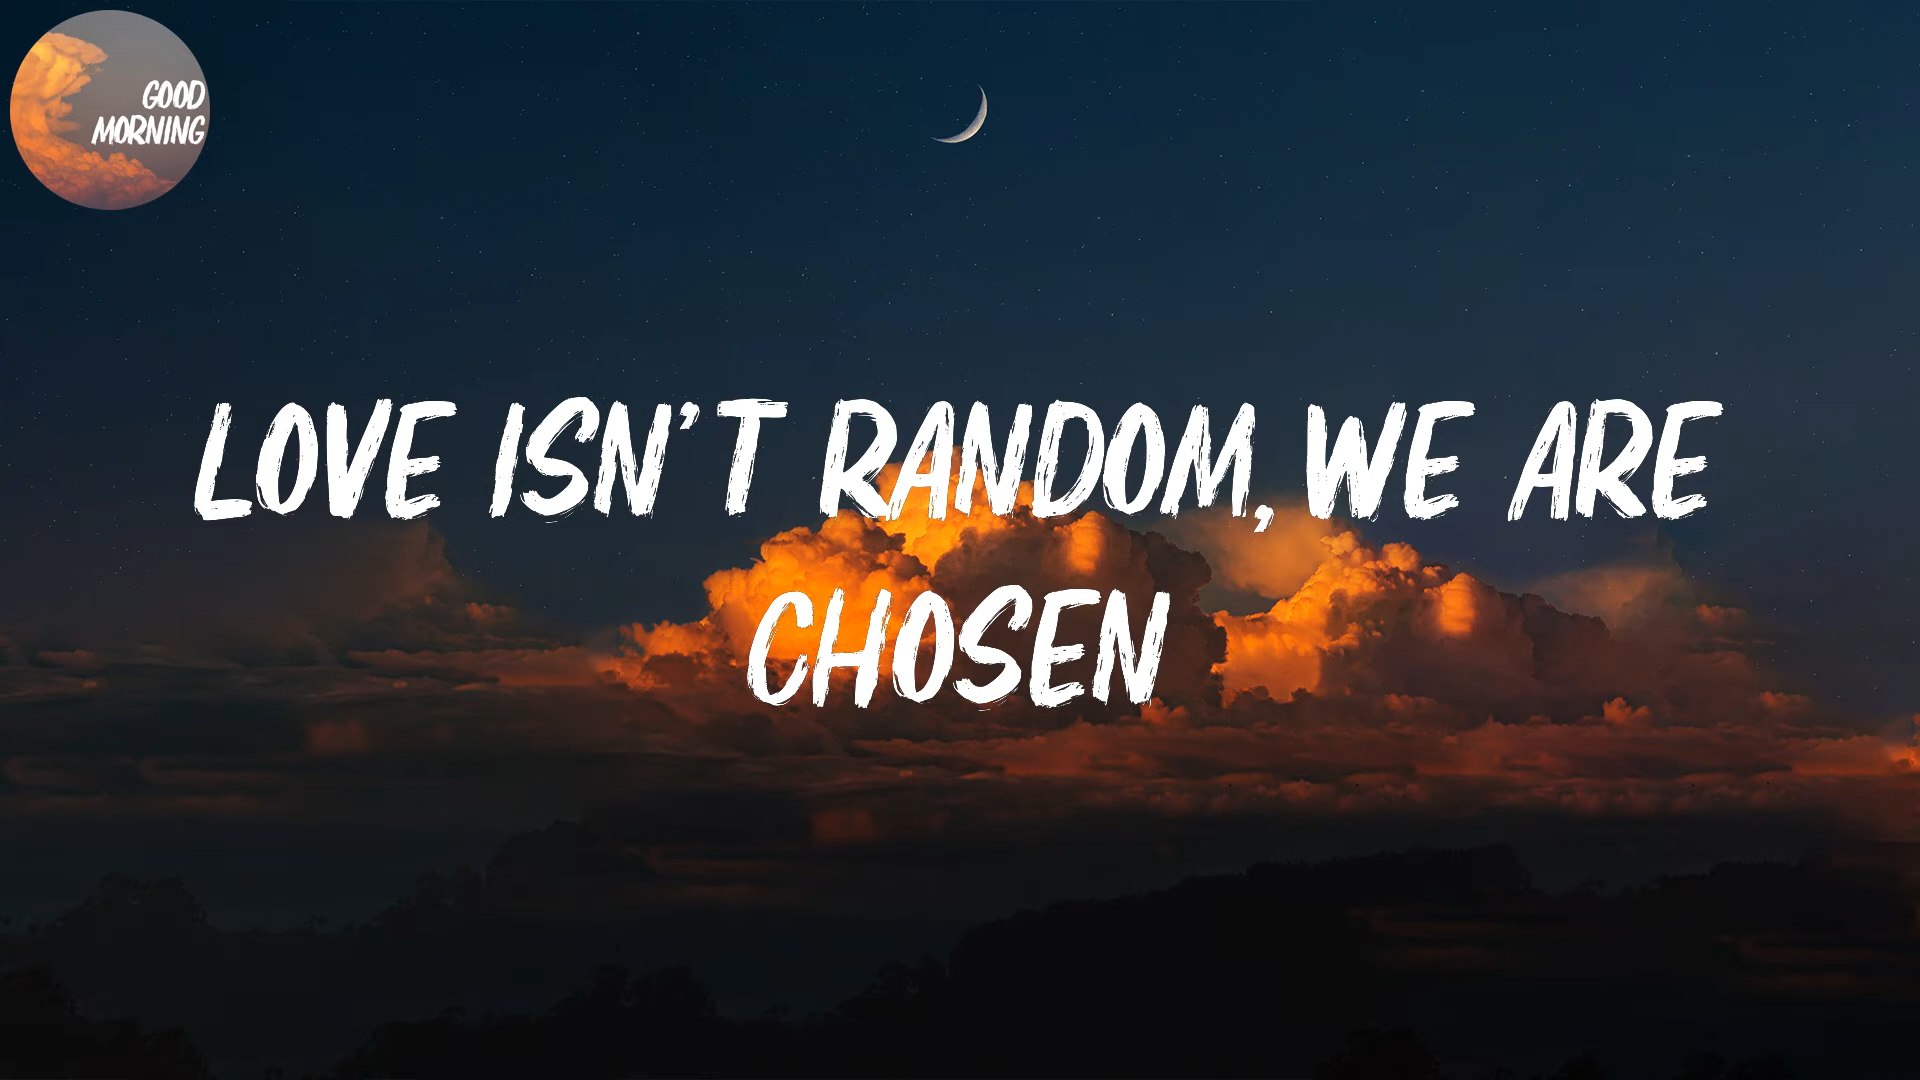 GOOD
MORNING
LOVE ISN'T RANDOM, WE ARE
CHOSEN